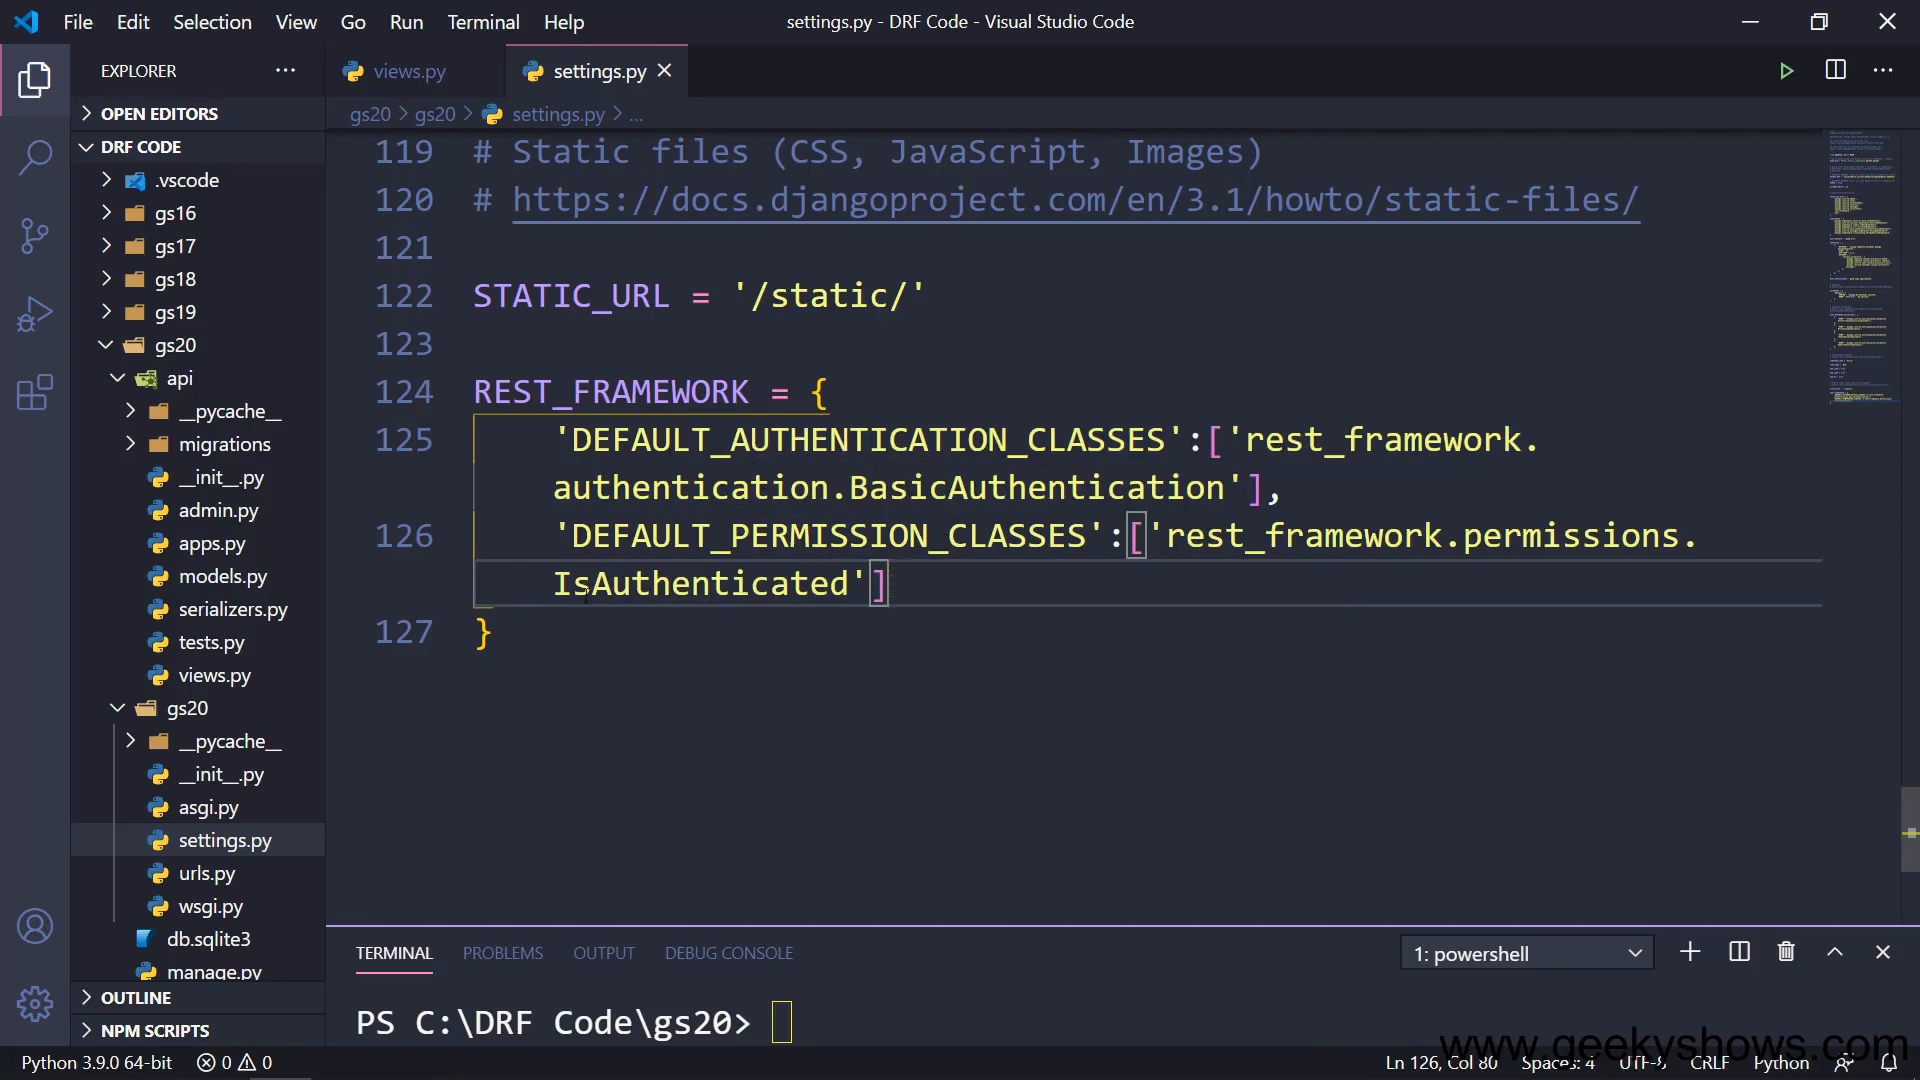 File Edit Selection View Go Run Terminal Help
settings.py - DRF Code - Visual Studio Code
EXPLORER
views.py
settings.py
OPEN EDITORS
gs20 > gs20 > settings.py > ...
DRF CODE
.vscode
gs16
gs17
gs18
gs19
gs20
api
__pycache__
migrations
__init__.py
admin.py
apps.py
models.py
serializers.py
tests.py
views.py
gs20
__pycache__
__init__.py
asgi.py
settings.py
urls.py
wsgi.py
db.sqlite3
manage.py
OUTLINE
NPM SCRIPTS
119 # Static files (CSS, JavaScript, Images)
120 # https://docs.djangoproject.com/en/3.1/howto/static-files/
121
122 STATIC_URL = '/static/'
123
124 REST_FRAMEWORK = {
125 'DEFAULT_AUTHENTICATION_CLASSES':['rest_framework.
authentication.BasicAuthentication'],
126 'DEFAULT_PERMISSION_CLASSES':['rest_framework.permissions.
IsAuthenticated']
127 }
TERMINAL PROBLEMS OUTPUT DEBUG CONSOLE
1: powershell
PS C:\DRF Code\gs20>
www.geekyshows.com
Python 3.9.0 64-bit 0 0
Ln 126, Col 80 Spaces: 4 UTF-8 CRLF Python